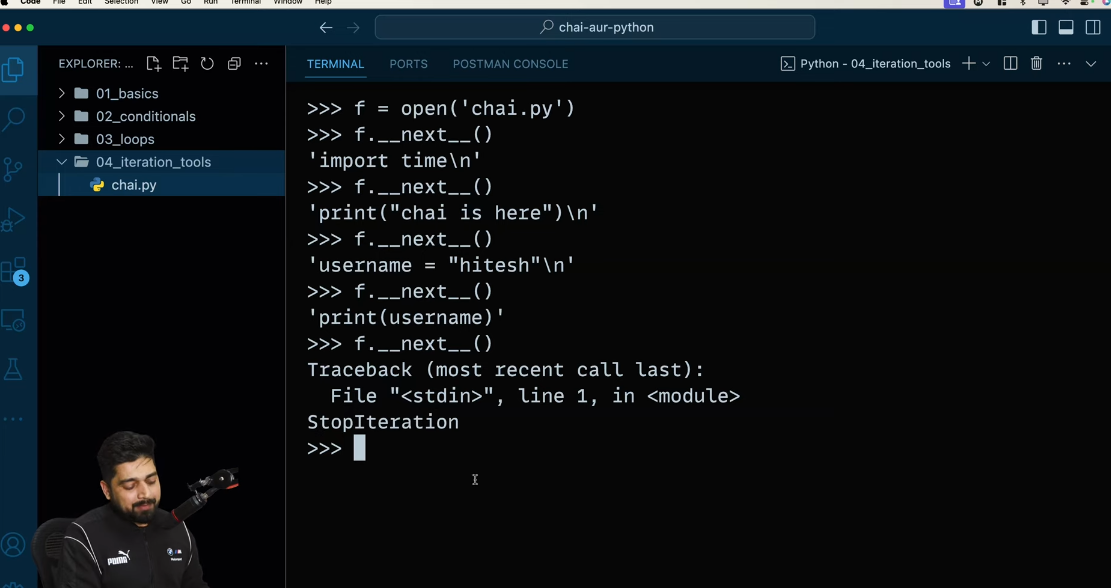 Code File Edit Selection View Go Run Terminal Window Help
chai-aur-python
EXPLORER: ...
TERMINAL PORTS POSTMAN CONSOLE
Python - 04_iteration_tools
01_basics
02_conditionals
03_loops
04_iteration_tools
chai.py
3
>>> f = open('chai.py')
>>> f.__next__()
'import time\n'
>>> f.__next__()
'print("chai is here")\n'
>>> f.__next__()
'username = "hitesh"\n'
>>> f.__next__()
'print(username)'
>>> f.__next__()
Traceback (most recent call last):
  File "<stdin>", line 1, in <module>
StopIteration
>>>
PUMA